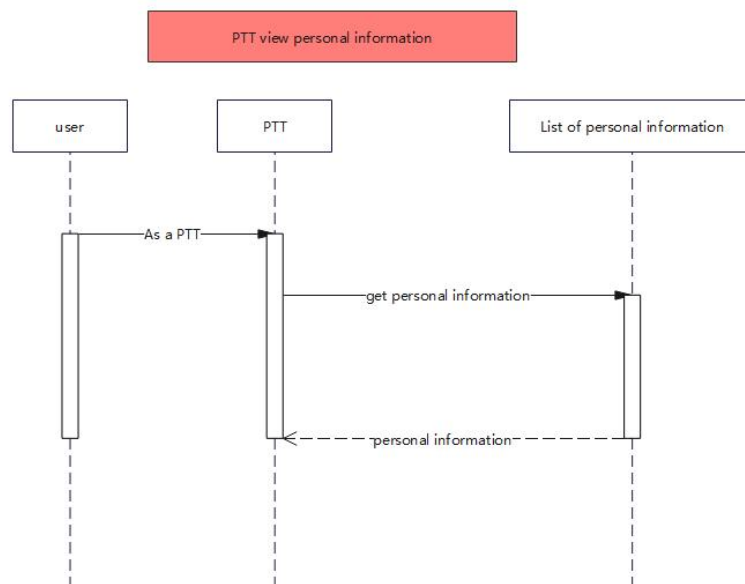 PTT view personal information
user
PTT
List of personal information
As a PTT
get personal information
personal information